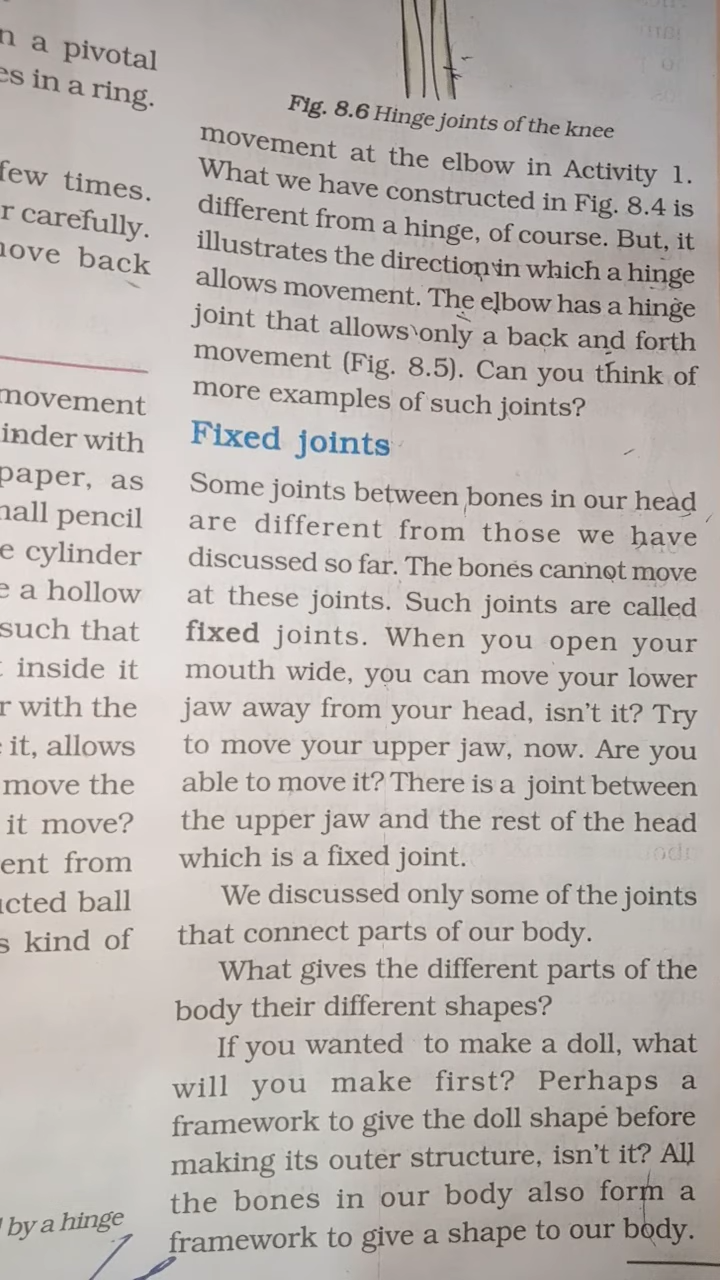 n a pivotal
es in a ring.
few times.
r carefully.
nove back
movement
inder with
paper, as
nall pencil
e cylinder
e a hollow
such that
t inside it
r with the
it, allows
move the
it move?
ent from
icted ball
s kind of
by a hinge
Fig. 8.6 Hinge joints of the knee
movement at the elbow in Activity 1.
What we have constructed in Fig. 8.4 is
different from a hinge, of course. But, it
illustrates the direction in which a hinge
allows movement. The elbow has a hinge
joint that allows only a back and forth
movement (Fig. 8.5). Can you think of
more examples of such joints?
Fixed joints
Some joints between bones in our head
are different from those we have
discussed so far. The bones cannot move
at these joints. Such joints are called
fixed joints. When you open your
mouth wide, you can move your lower
jaw away from your head, isn't it? Try
to move your upper jaw, now. Are you
able to move it? There is a joint between
the upper jaw and the rest of the head
which is a fixed joint.
We discussed only some of the joints
that connect parts of our body.
What gives the different parts of the
body their different shapes?
If you wanted to make a doll, what
will you make first? Perhaps a
framework to give the doll shape before
making its outer structure, isn't it? All
the bones in our body also form a
framework to give a shape to our body.